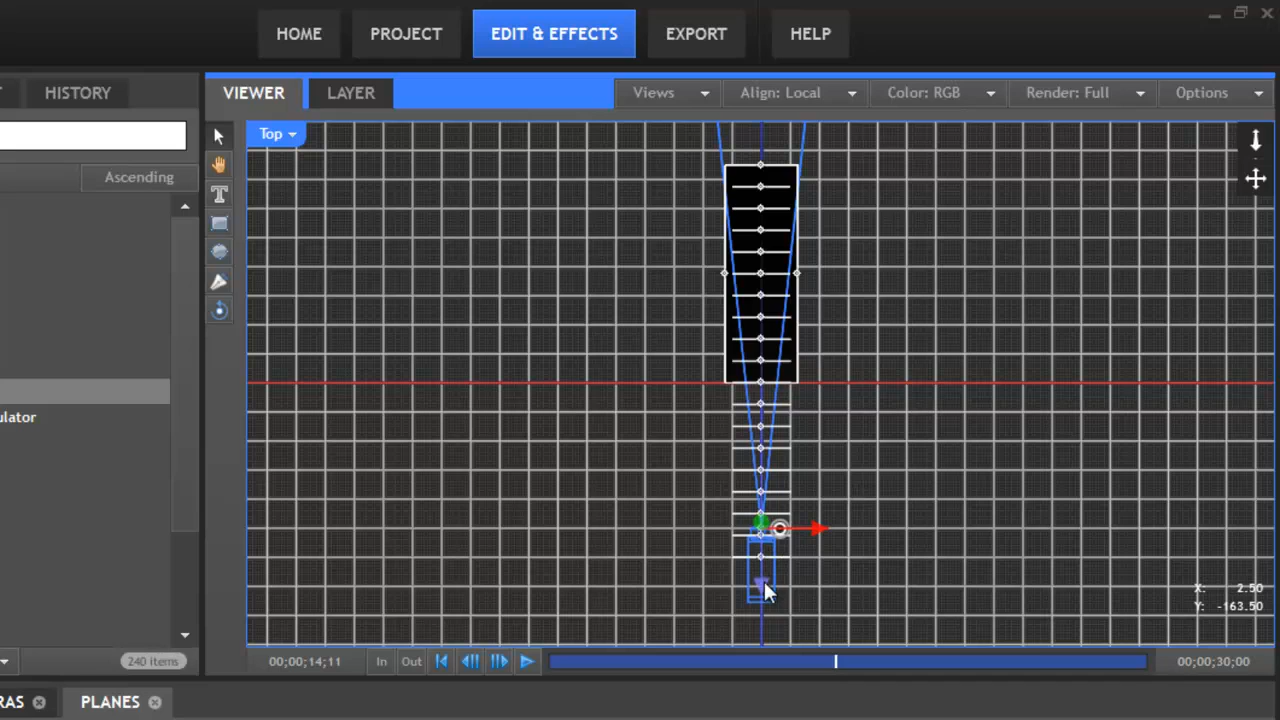 HOME PROJECT EDIT & EFFECTS EXPORT HELP
T HISTORY VIEWER LAYER Views Align: Local Color: RGB Render: Full Options
Top
Ascending
ulator
X: 2.50
Y: -163.50
240 items 00;00;14;11 In Out 00;00;30;00
RAS PLANES